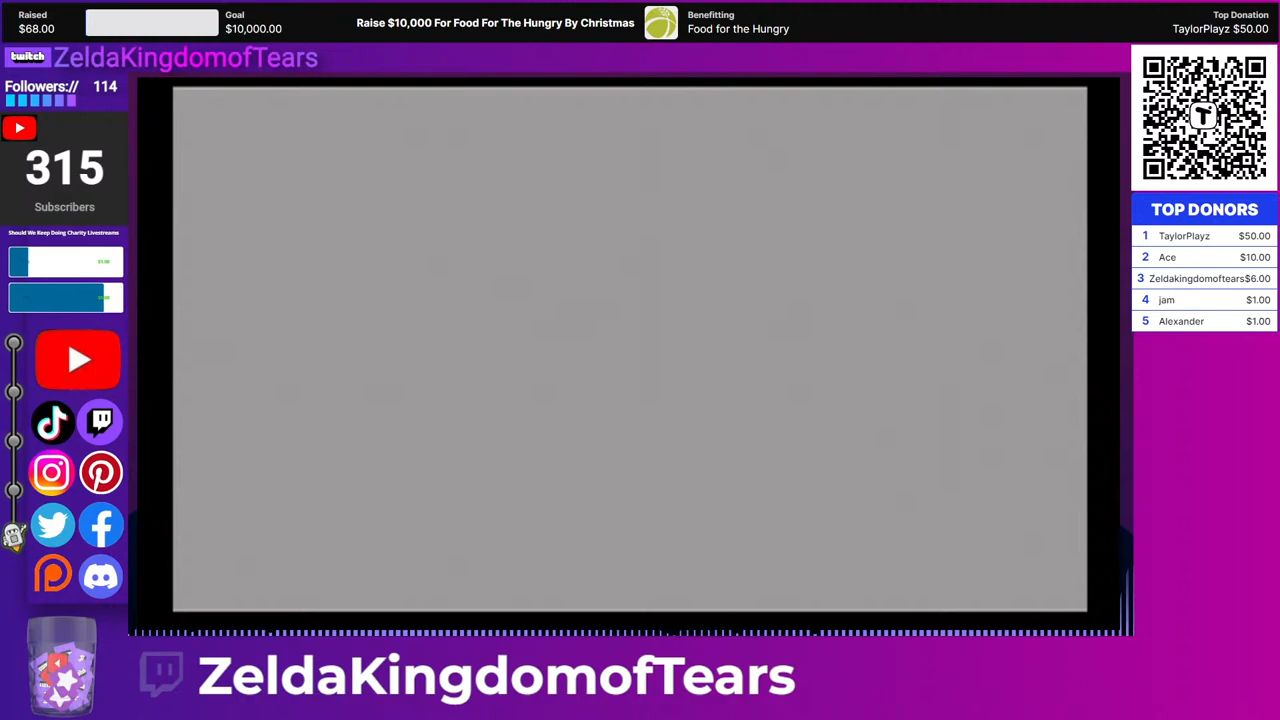 Raised
$68.00
Goal
$10,000.00
Raise $10,000 For Food For The Hungry By Christmas
Benefitting
Food for the Hungry
Top Donation
TaylorPlayz $50.00
twitch
ZeldaKingdomofTears
Followers:// 114
315
Subscribers
Should We Keep Doing Charity Livestreams
TOP DONORS
1 TaylorPlayz $50.00
2 Ace $10.00
3 Zeldakingdomoftears $6.00
4 jam $1.00
5 Alexander $1.00
ZeldaKingdomofTears